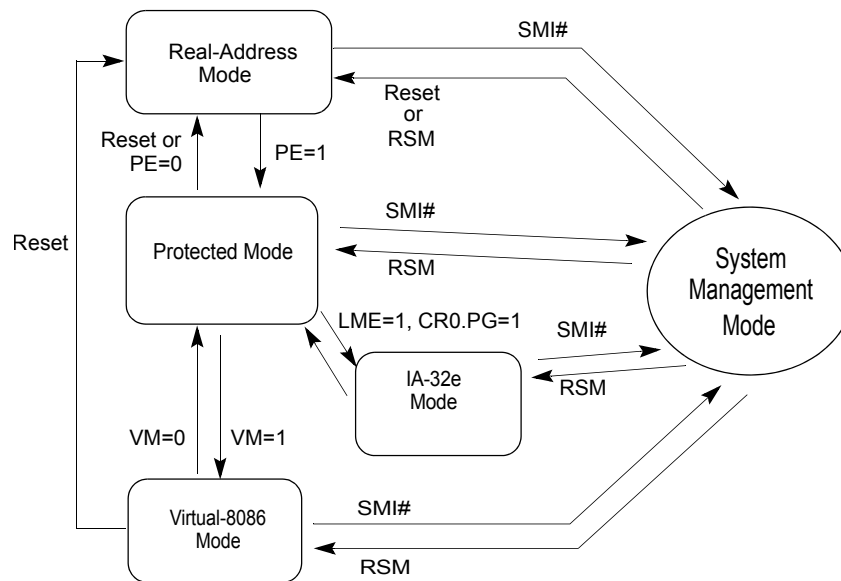 SMI#
Real-Address
Mode
Reset
or
RSM
Reset or
PE=0
PE=1
SMI#
Reset
Protected Mode
RSM
System
Management
Mode
LME=1, CR0.PG=1
SMI#
IA-32e
Mode
RSM
VM=0
VM=1
SMI#
Virtual-8086
Mode
RSM